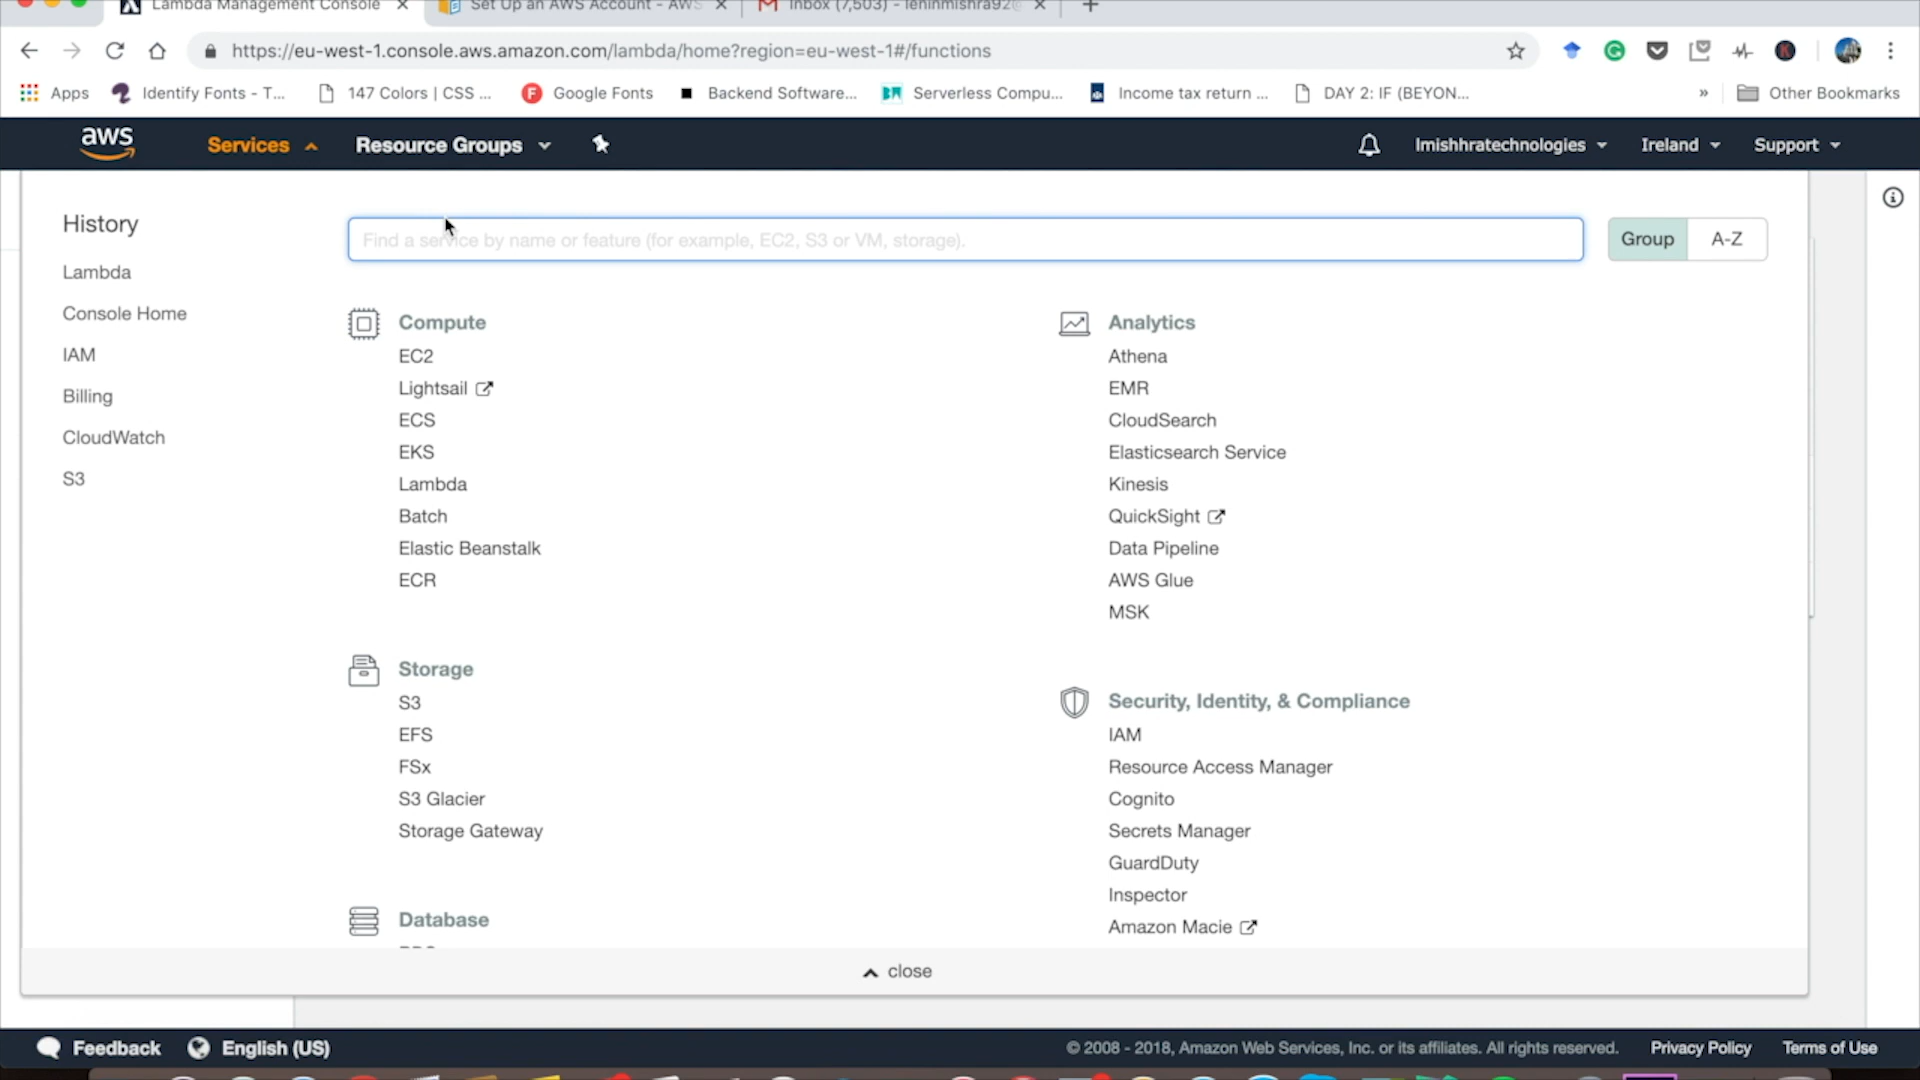 Lambda Management Console
Set Up an AWS Account - AWS
Inbox (7,503) - leninmishra92@
https://eu-west-1.console.aws.amazon.com/lambda/home?region=eu-west-1#/functions
Apps
Identify Fonts - T...
147 Colors | CSS ...
Google Fonts
Backend Software...
Serverless Compu...
Income tax return ...
DAY 2: IF (BEYON...
»
Other Bookmarks
aws
Services
Resource Groups
Imishhratechnologies
Ireland
Support
History
Lambda
Console Home
IAM
Billing
CloudWatch
S3
Find a service by name or feature (for example, EC2, S3 or VM, storage).
Group
A-Z
Compute
EC2
Lightsail
ECS
EKS
Lambda
Batch
Elastic Beanstalk
ECR
Storage
S3
EFS
FSx
S3 Glacier
Storage Gateway
Database
Analytics
Athena
EMR
CloudSearch
Elasticsearch Service
Kinesis
QuickSight
Data Pipeline
AWS Glue
MSK
Security, Identity, & Compliance
IAM
Resource Access Manager
Cognito
Secrets Manager
GuardDuty
Inspector
Amazon Macie
close
Feedback
English (US)
© 2008 - 2018, Amazon Web Services, Inc. or its affiliates. All rights reserved.
Privacy Policy
Terms of Use